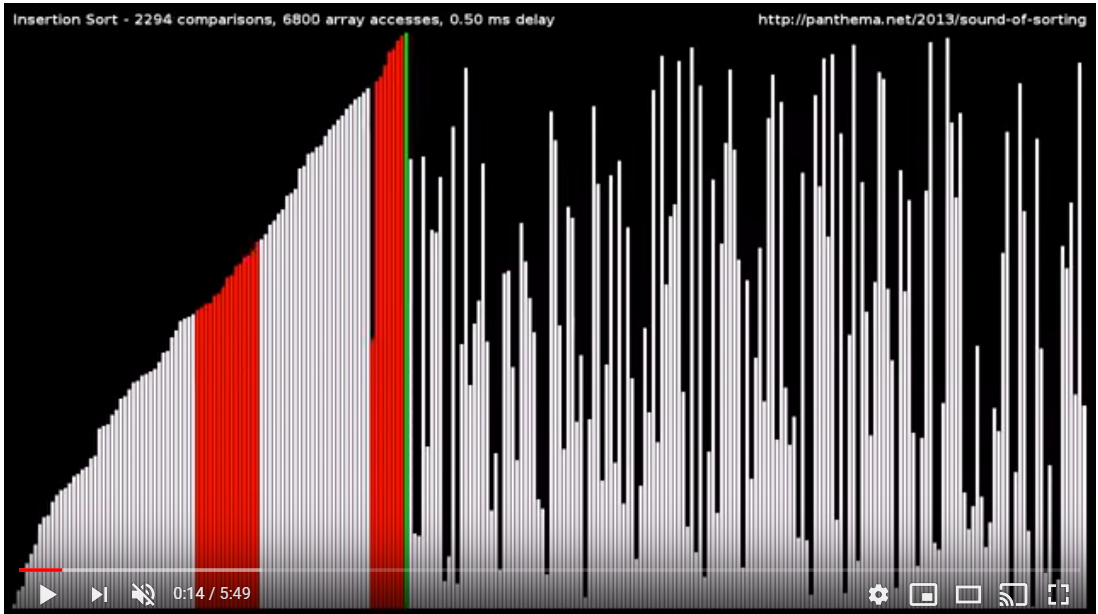 Insertion Sort - 2294 comparisons, 6800 array accesses, 0.50 ms delay
http://panthema.net/2013/sound-of-sorting
0:14 / 5:49